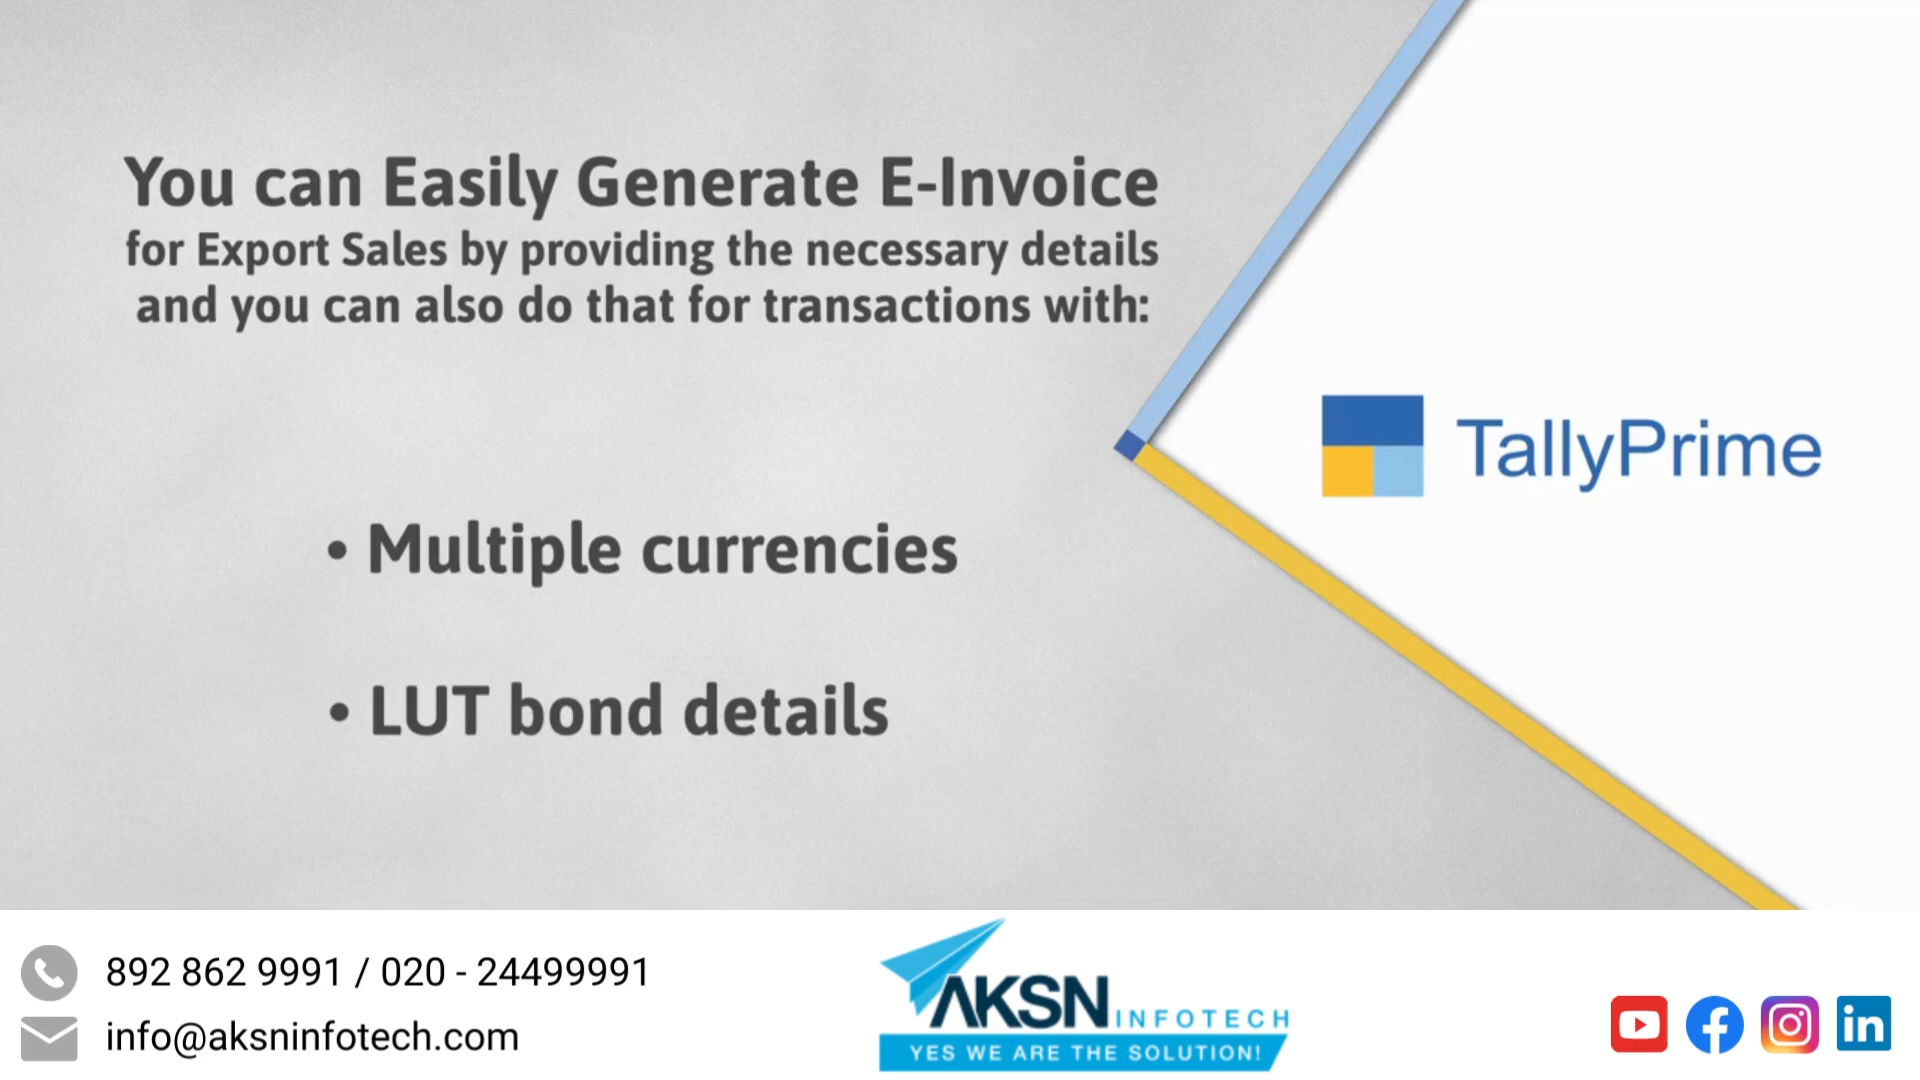 You can Easily Generate E-Invoice
for Export Sales by providing the necessary details
and you can also do that for transactions with:
• Multiple currencies
• LUT bond details
TallyPrime
892 862 9991 / 020 - 24499991
info@aksninfotech.com
AKSN INFOTECH
YES WE ARE THE SOLUTION!
in